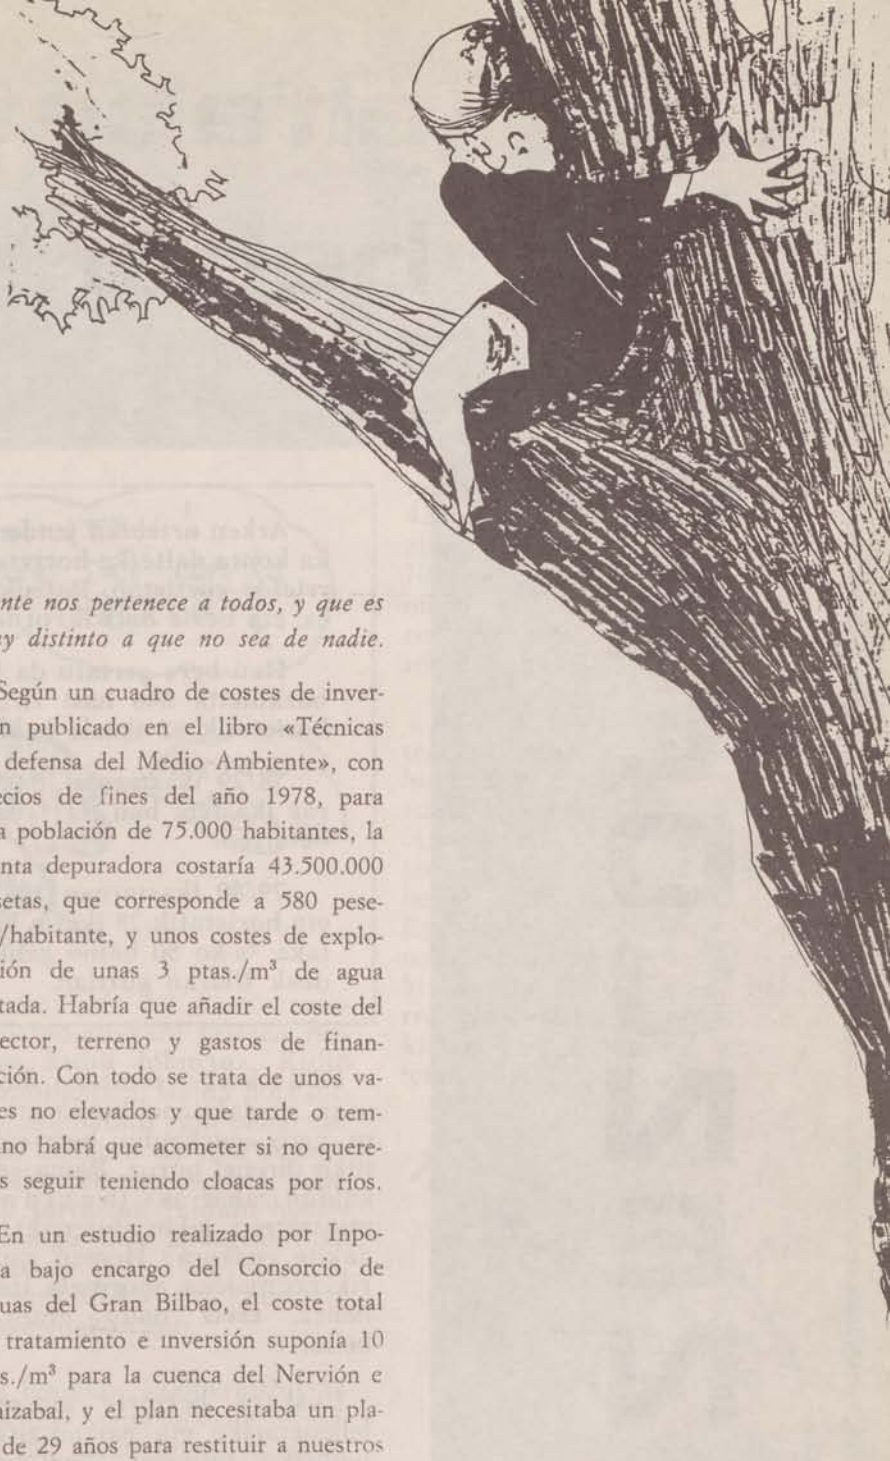 nte nos pertenece a todos, y que es
y distinto a que no sea de nadie.
Según un cuadro de costes de inver-
n publicado en el libro «Técnicas
defensa del Medio Ambiente», con
ecios de fines del año 1978, para
a población de 75.000 habitantes, la
nta depuradora costaría 43.500.000
etas, que corresponde a 580 pese-
/habitante, y unos costes de explo-
ión de unas 3 ptas./m³ de agua
tada. Habría que añadir el coste del
ector, terreno y gastos de finan-
ción. Con todo se trata de unos va-
es no elevados y que tarde o tem-
no habrá que acometer si no quere-
s seguir teniendo cloacas por ríos.
En un estudio realizado por Inpo-
a bajo encargo del Consorcio de
uas del Gran Bilbao, el coste total
tratamiento e inversión suponía 10
s./m³ para la cuenca del Nervión e
aizabal, y el plan necesitaba un pla-
de 29 años para restituir a nuestros